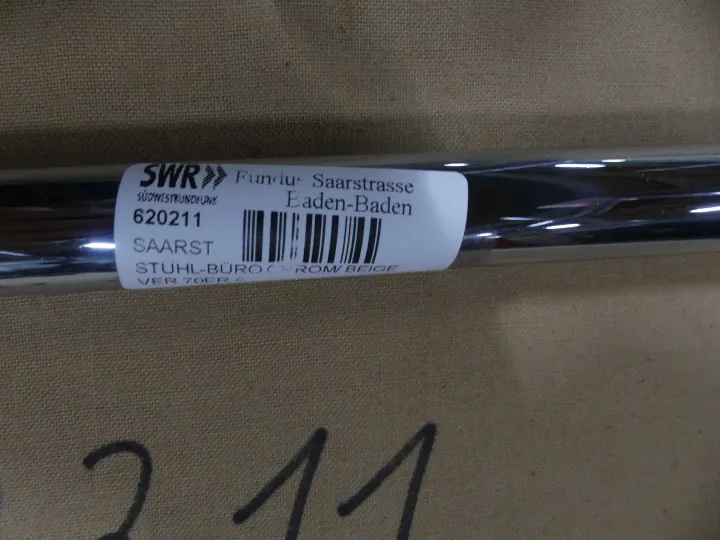 SWR» Fundus Saarstrasse
SÜDWESTRUNDFUNK
Baden-Baden
620211
SAARST
STUHL-BÜRO CHROM/ BEIGE
VER 70ER
211